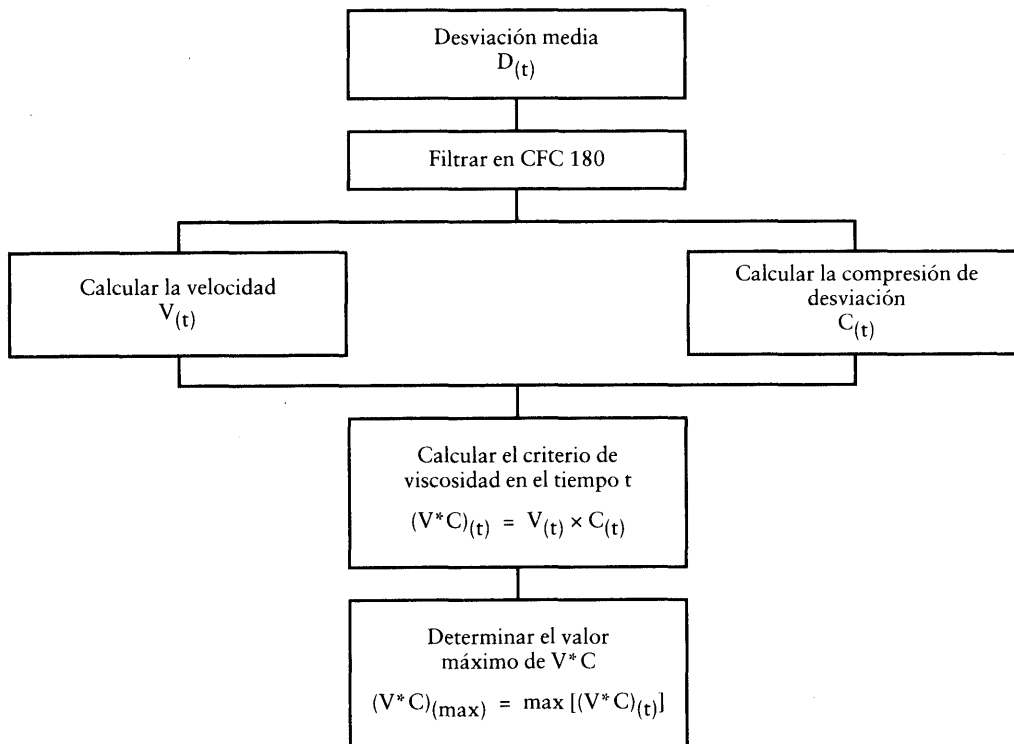 Desviación media
D(t)
Filtrar en CFC 180
Calcular la velocidad
V(t)
Calcular la compresión de
desviación
C(t)
Calcular el criterio de
viscosidad en el tiempo t
(V*C)(t) = V(t) × C(t)
Determinar el valor
máximo de V*C
(V*C)(max) = max [(V*C)(t)]